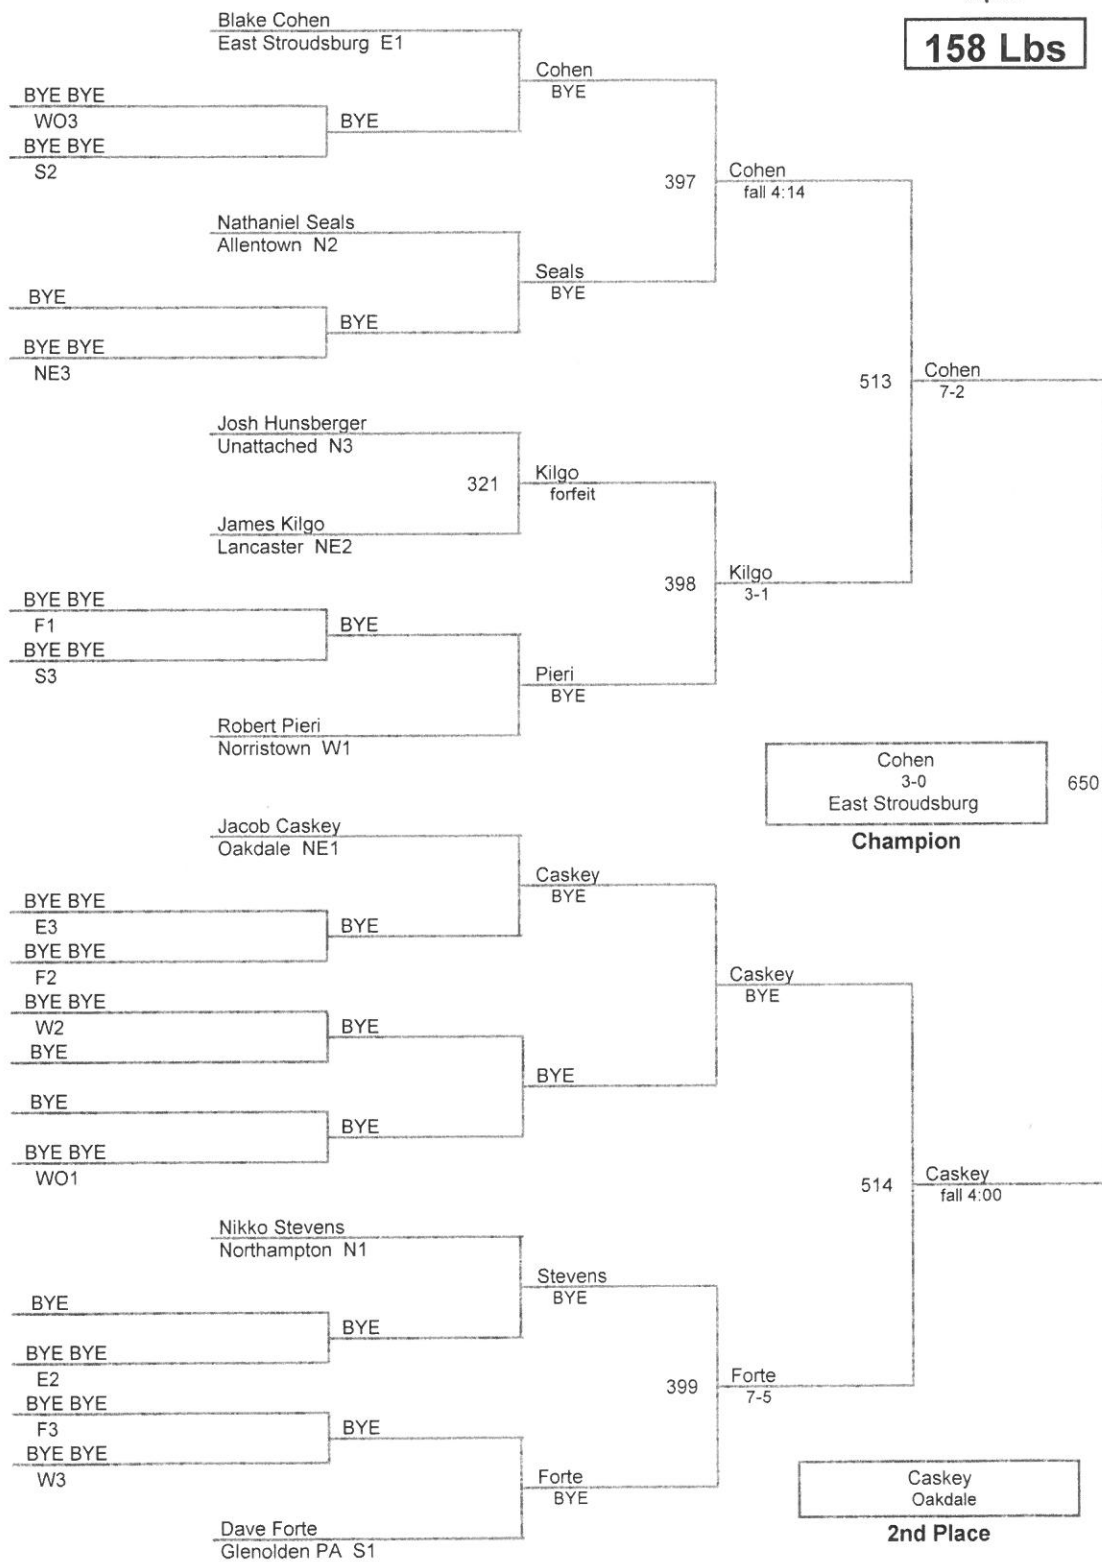 158 Lbs
Blake Cohen
East Stroudsburg E1
Cohen
BYE
BYE BYE
WO3
BYE
BYE BYE
S2
397
Cohen
fall 4:14
Nathaniel Seals
Allentown N2
Seals
BYE
BYE
BYE
BYE BYE
NE3
513
Cohen
7-2
Josh Hunsberger
Unattached N3
321
Kilgo
forfeit
James Kilgo
Lancaster NE2
398
Kilgo
3-1
BYE BYE
F1
BYE
BYE BYE
S3
Pieri
BYE
Robert Pieri
Norristown W1
Cohen
3-0
East Stroudsburg
650
Champion
Jacob Caskey
Oakdale NE1
Caskey
BYE
BYE BYE
E3
BYE
BYE BYE
F2
Caskey
BYE
BYE BYE
W2
BYE
BYE
BYE
BYE
BYE
BYE BYE
WO1
514
Caskey
fall 4:00
Nikko Stevens
Northampton N1
Stevens
BYE
BYE
BYE
BYE BYE
E2
399
Forte
7-5
BYE BYE
F3
BYE
BYE BYE
W3
Forte
BYE
Dave Forte
Glenolden PA S1
Caskey
Oakdale
2nd Place